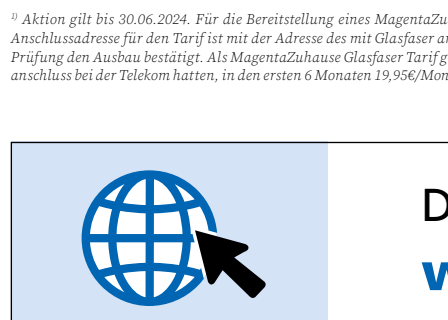 ¹⁾ Aktion gilt bis 30.06.2024. Für die Bereitstellung eines
Anschlussadresse für den Tarif ist mit der Adresse des mit Glasfaser
Prüfung den Ausbau bestätigt. Als MagentaZuhause Glasfaser Tarif
anschluss bei der Telekom hatten, in den ersten 6 Monaten 19,95€/Mon
D
w